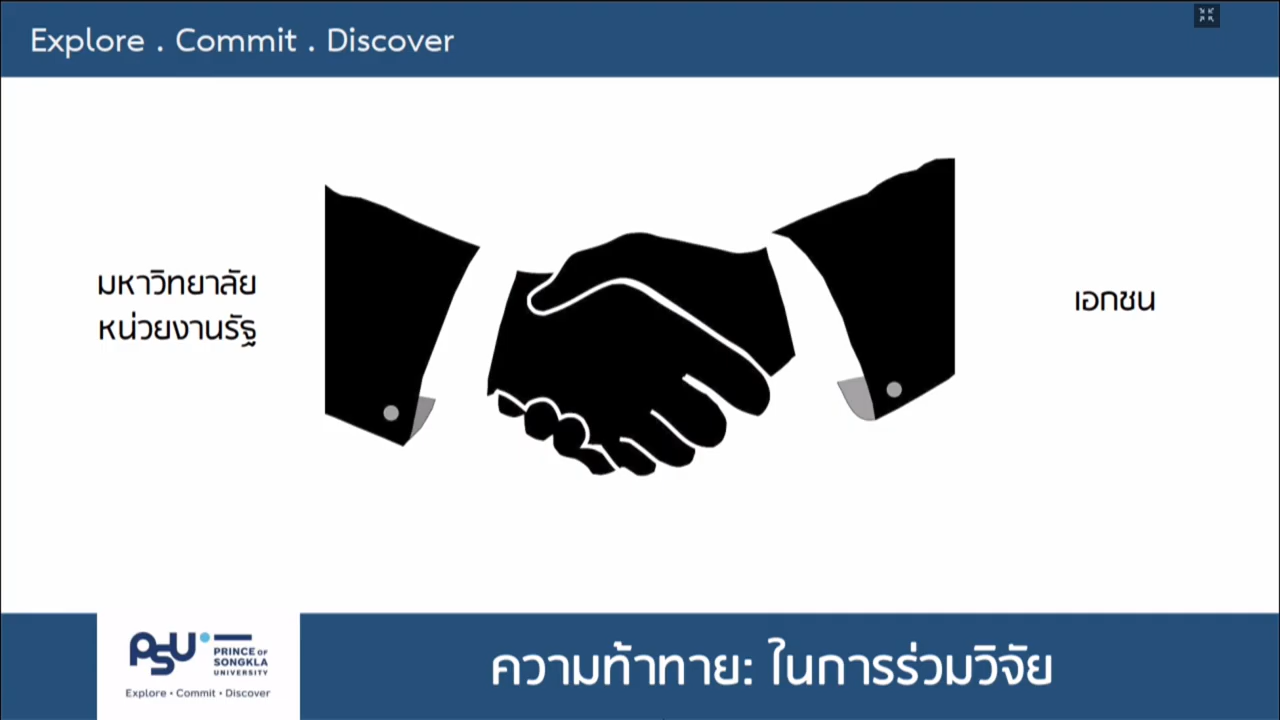 Explore . Commit . Discover
มหาวิทยาลัย
หน่วยงานรัฐ
เอกชน
PSU
PRINCE OF
SONGKLA
UNIVERSITY
Explore • Commit • Discover
ความท้าทาย: ในการร่วมวิจัย